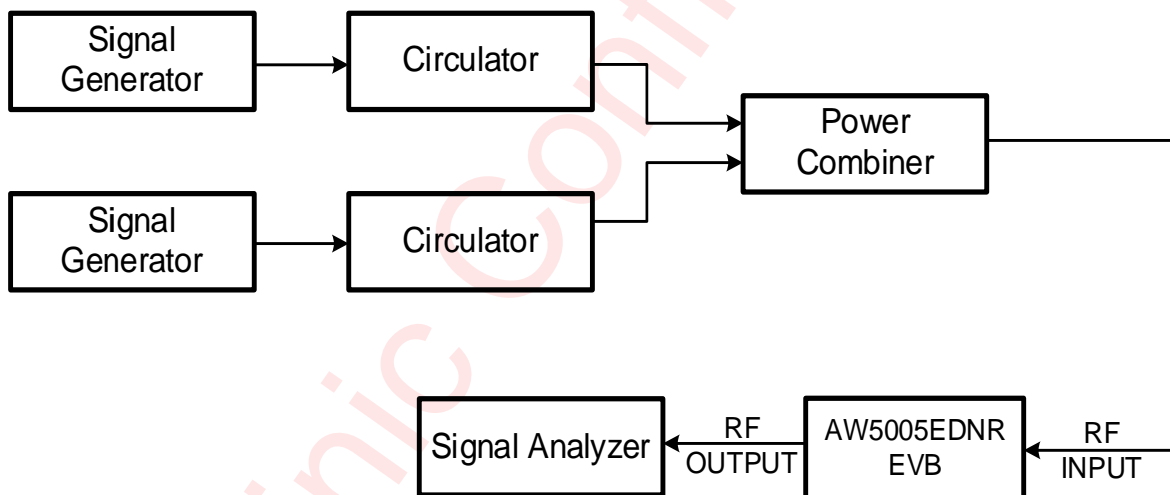 Signal
Generator
Circulator
Power
Combiner
Signal
Generator
Circulator
Signal Analyzer
RF
OUTPUT
AW5005EDNR
EVB
RF
INPUT